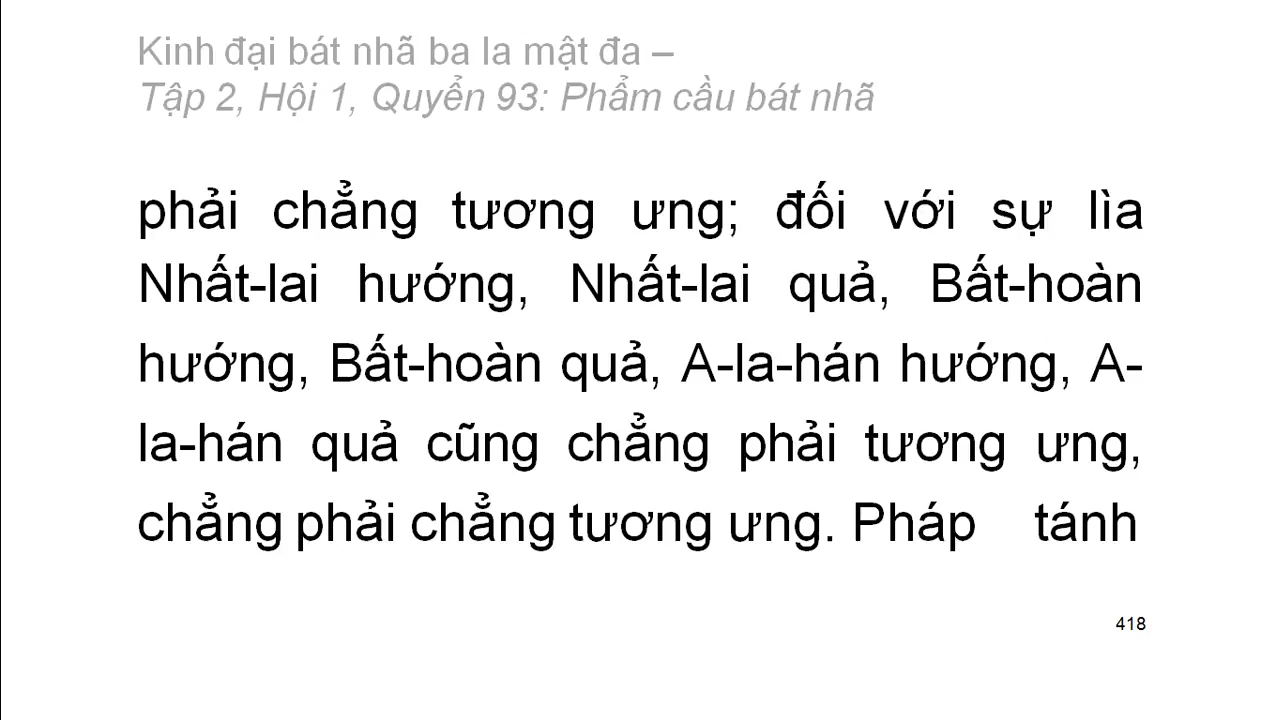 Kinh đại bát nhã ba la mật đa –
Tập 2, Hội 1, Quyển 93: Phẩm cầu bát nhã
phải chẳng tương ưng; đối với sự lìa
Nhất-lai hướng, Nhất-lai quả, Bất-hoàn
hướng, Bất-hoàn quả, A-la-hán hướng, A-
la-hán quả cũng chẳng phải tương ưng,
chẳng phải chẳng tương ưng. Pháp tánh
418